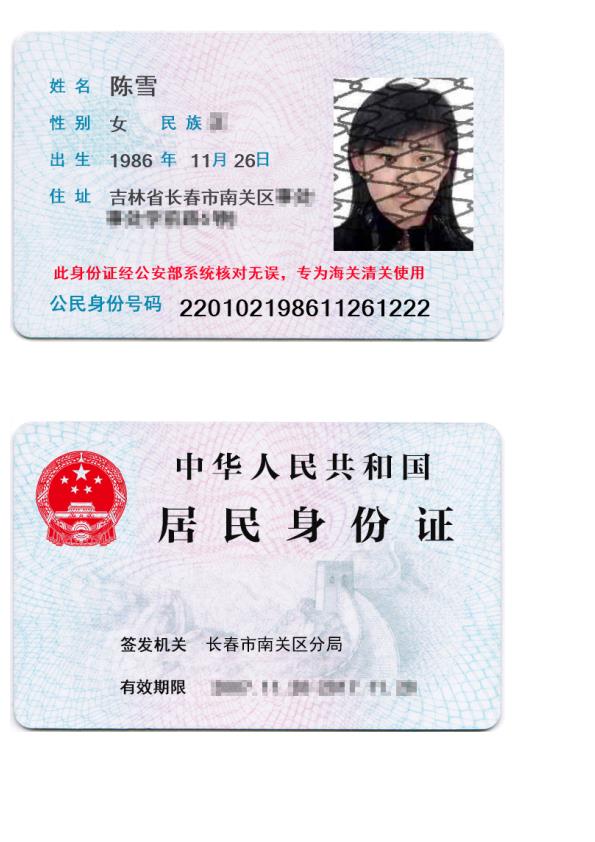 姓名 陈雪
性别 女 民族
出生 1986 年 11月 26日
住址 吉林省长春市南关区
此身份证经公安部系统核对无误，专为海关清关使用
公民身份号码 220102198611261222
中华人民共和国
居民身份证
签发机关 长春市南关区分局
有效期限